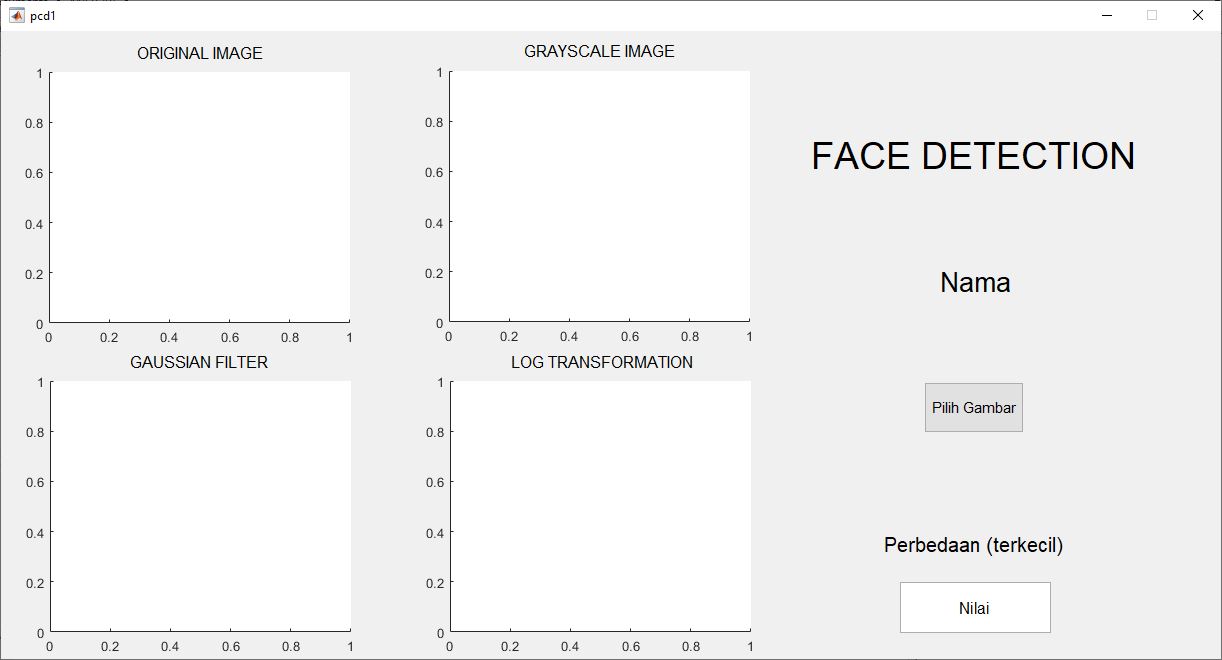 pcd1
ORIGINAL IMAGE
1
0.8
0.6
0.4
0.2
0
0 0.2 0.4 0.6 0.8 1
GRAYSCALE IMAGE
1
0.8
0.6
0.4
0.2
0
0 0.2 0.4 0.6 0.8 1
GAUSSIAN FILTER
1
0.8
0.6
0.4
0.2
0
0 0.2 0.4 0.6 0.8 1
LOG TRANSFORMATION
1
0.8
0.6
0.4
0.2
0
0 0.2 0.4 0.6 0.8 1
FACE DETECTION
Nama
Pilih Gambar
Perbedaan (terkecil)
Nilai